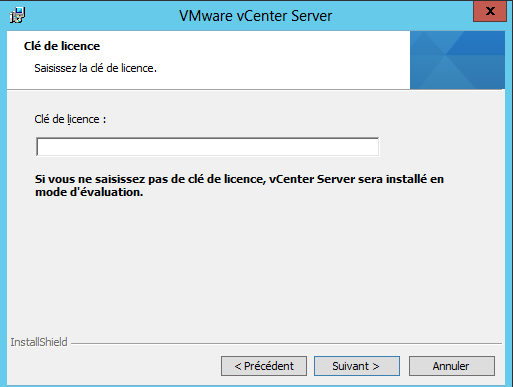 VMware vCenter Server
X
Clé de licence
Saisissez la clé de licence.
Clé de licence :
Si vous ne saisissez pas de clé de licence, vCenter Server sera installé en
mode d'évaluation.
InstallShield
< Précédent
Suivant >
Annuler